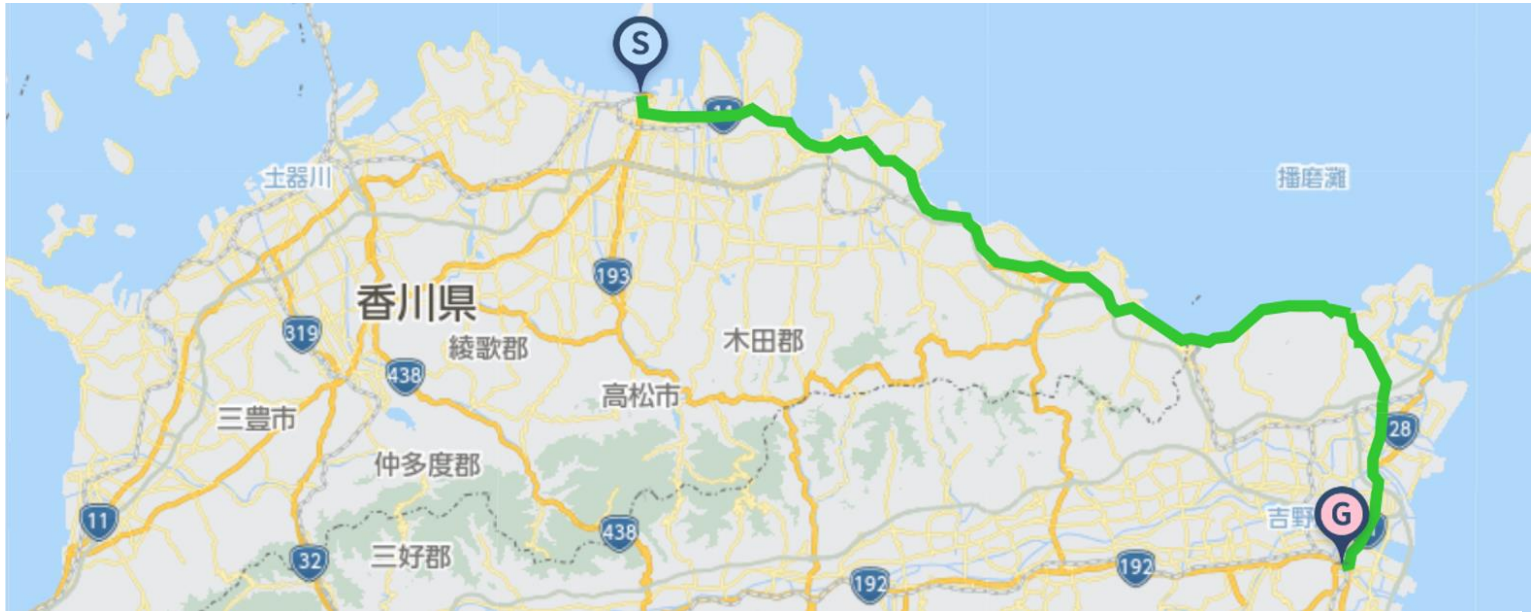 S
11
土器川
播磨灘
193
香川県
319
綾歌郡
木田郡
438
高松市
三豊市
28
仲多度郡
11
G
吉野
438
三好郡
32
192
192